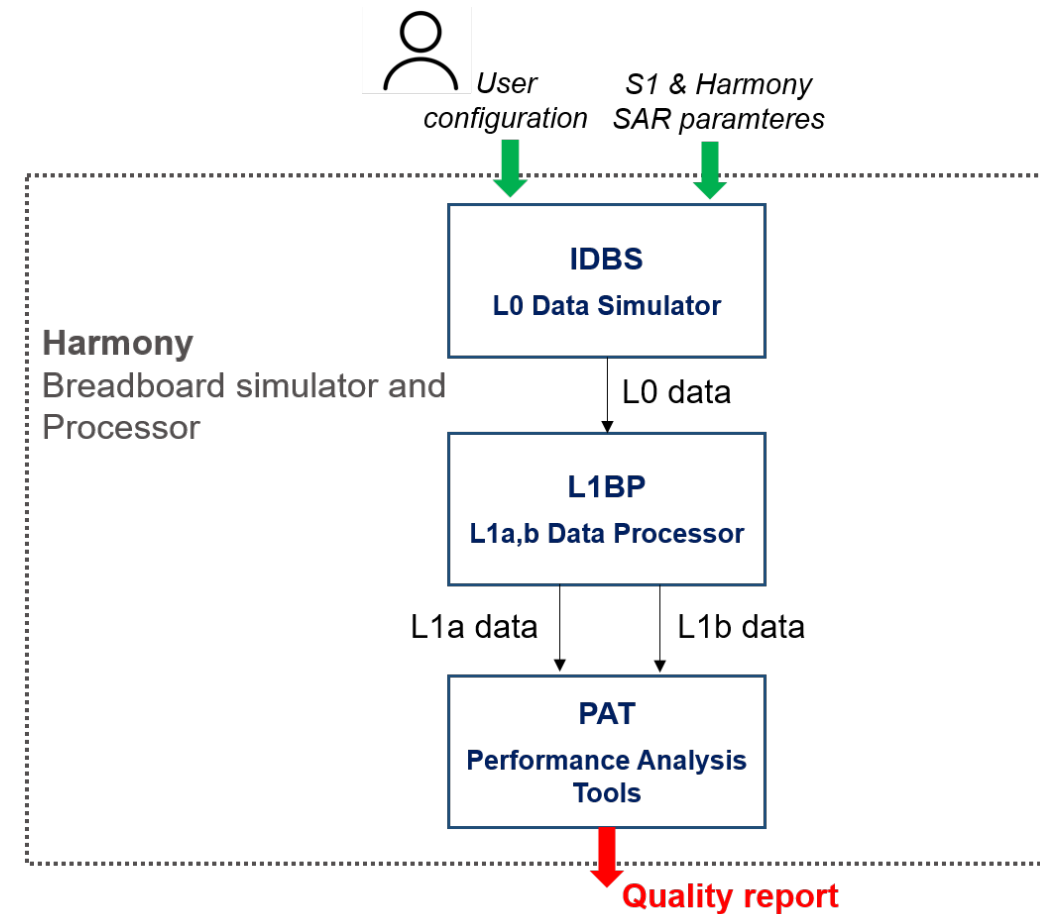 User
configuration
S1 & Harmony
SAR paramteres
IDBS
L0 Data Simulator
Harmony
Breadboard simulator and
Processor
L0 data
L1BP
L1a,b Data Processor
L1a data
L1b data
PAT
Performance Analysis
Tools
Quality report